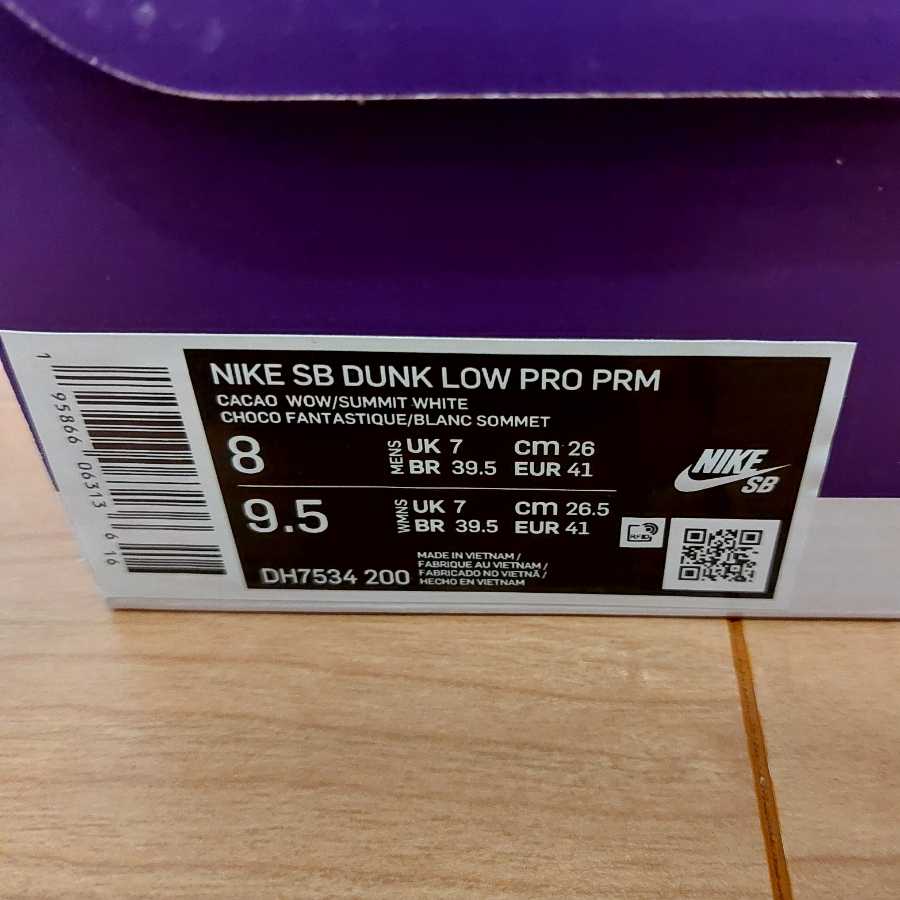 NIKE SB DUNK LOW PRO PRM
CACAO WOW/SUMMIT WHITE
CHOCO FANTASTIQUE/BLANC SOMMET
8 MENS UK 7 cm 26
BR 39.5 EUR 41
9.5 WMNS UK 7 cm 26.5
BR 39.5 EUR 41
MADE IN VIETNAM /
FABRIQUE AU VIETNAM /
FABRICADO NO VIETNÃ /
HECHO EN VIETNAM
DH7534 200
NIKE
SB
RFID
1 95866 06313 6 16